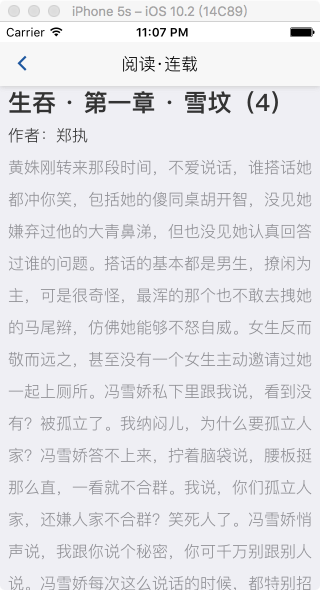 iPhone 5s – iOS 10.2 (14C89)
Carrier 11:07 PM
阅读·连载
生吞 · 第一章 · 雪坟（4）
作者：郑执
黄姝刚转来那段时间，不爱说话，谁搭话她
都冲你笑，包括她的傻同桌胡开智，没见她
嫌弃过他的大青鼻涕，但也没见她认真回答
过谁的问题。搭话的基本都是男生，撩闲为
主，可是很奇怪，最浑的那个也不敢去拽她
的马尾辫，仿佛她能够不怒自威。女生反而
敬而远之，甚至没有一个女生主动邀请过她
一起上厕所。冯雪娇私下里跟我说，看到没
有？被孤立了。我纳闷儿，为什么要孤立人
家？冯雪娇答不上来，拧着脑袋说，腰板挺
那么直，一看就不合群。我说，你们孤立人
家，还嫌人家不合群？笑死人了。冯雪娇悄
声说，我跟你说个秘密，你可千万别跟别人
说。冯雪娇每次这么说话的时候，都特别招